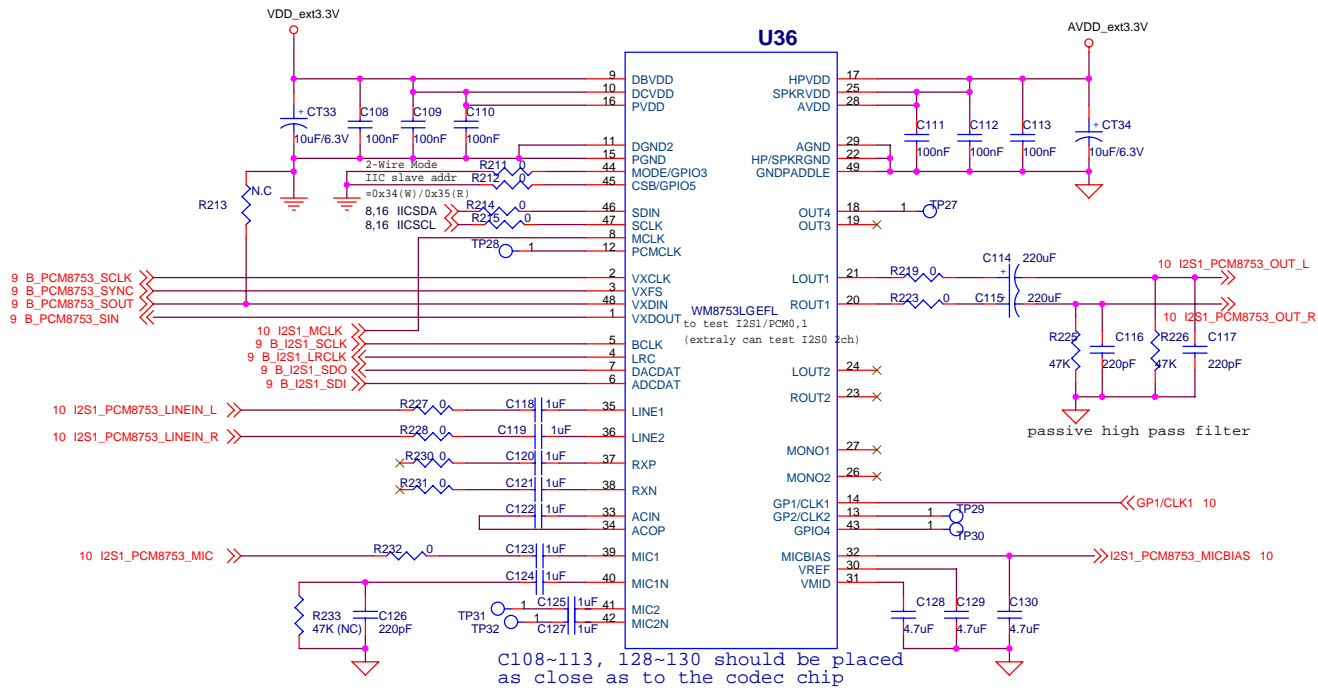 VDD_ext3.3V
U36
AVDD_ext3.3V
9 DBVDD
10 DCVDD
16 PVDD
HPVDD 17
SPKRVDD 25
AVDD 28
+ CT33
10uF/6.3V
C108
100nF
C109
100nF
C110
100nF
C111
100nF
C112
100nF
C113
100nF
+ CT34
10uF/6.3V
11 DGND2
15 PGND
44 MODE/GPIO3
45 CSB/GPIO5
AGND 29
HP/SPKRGND 22
GNDPADDLE 49
2-Wire Mode
IIC slave addr
=0x34(W)/0x35(R)
R211 0
R212 0
R213
N.C
8,16 IICSDA
R214 0
46 SDIN
8,16 IICSCL
R215 0
47 SCLK
8 MCLK
TP28 1
12 PCMCLK
OUT4 18
1 TP27
OUT3 19
9 B_PCM8753_SCLK
2 VXCLK
9 B_PCM8753_SYNC
3 VXFS
9 B_PCM8753_SOUT
48 VXDIN
9 B_PCM8753_SIN
1 VXDOUT
LOUT1 21
R219 0
C114
+
220uF
10 I2S1_PCM8753_OUT_L
ROUT1 20
R223 0
C115
+
220uF
10 I2S1_PCM8753_OUT_R
WM8753LGEFL
to test I2S1/PCM0,1
(extraly can test I2S0 2ch)
10 I2S1_MCLK
9 B_I2S1_SCLK
5 BCLK
9 B_I2S1_LRCLK
4 LRC
9 B_I2S1_SDO
7 DACDAT
9 B_I2S1_SDI
6 ADCDAT
R225
47K
C116
220pF
R226
47K
C117
220pF
LOUT2 24
ROUT2 23
passive high pass filter
10 I2S1_PCM8753_LINEIN_L
R227 0
C118 1uF
35 LINE1
10 I2S1_PCM8753_LINEIN_R
R228 0
C119 1uF
36 LINE2
R230 0
C120 1uF
37 RXP
R231 0
C121 1uF
38 RXN
MONO1 27
MONO2 26
C122 1uF
33 ACIN
34 ACOP
GP1/CLK1 14
GP1/CLK1 10
GP2/CLK2 13
1 TP29
GPIO4 43
1 TP30
10 I2S1_PCM8753_MIC
R232 0
C123 1uF
39 MIC1
C124 1uF
40 MIC1N
MICBIAS 32
I2S1_PCM8753_MICBIAS 10
VREF 30
VMID 31
R233
47K (NC)
C126
220pF
TP31 1
C125 1uF
41 MIC2
TP32 1
C127 1uF
42 MIC2N
C128
4.7uF
C129
4.7uF
C130
4.7uF
C108~113, 128~130 should be placed
as close as to the codec chip